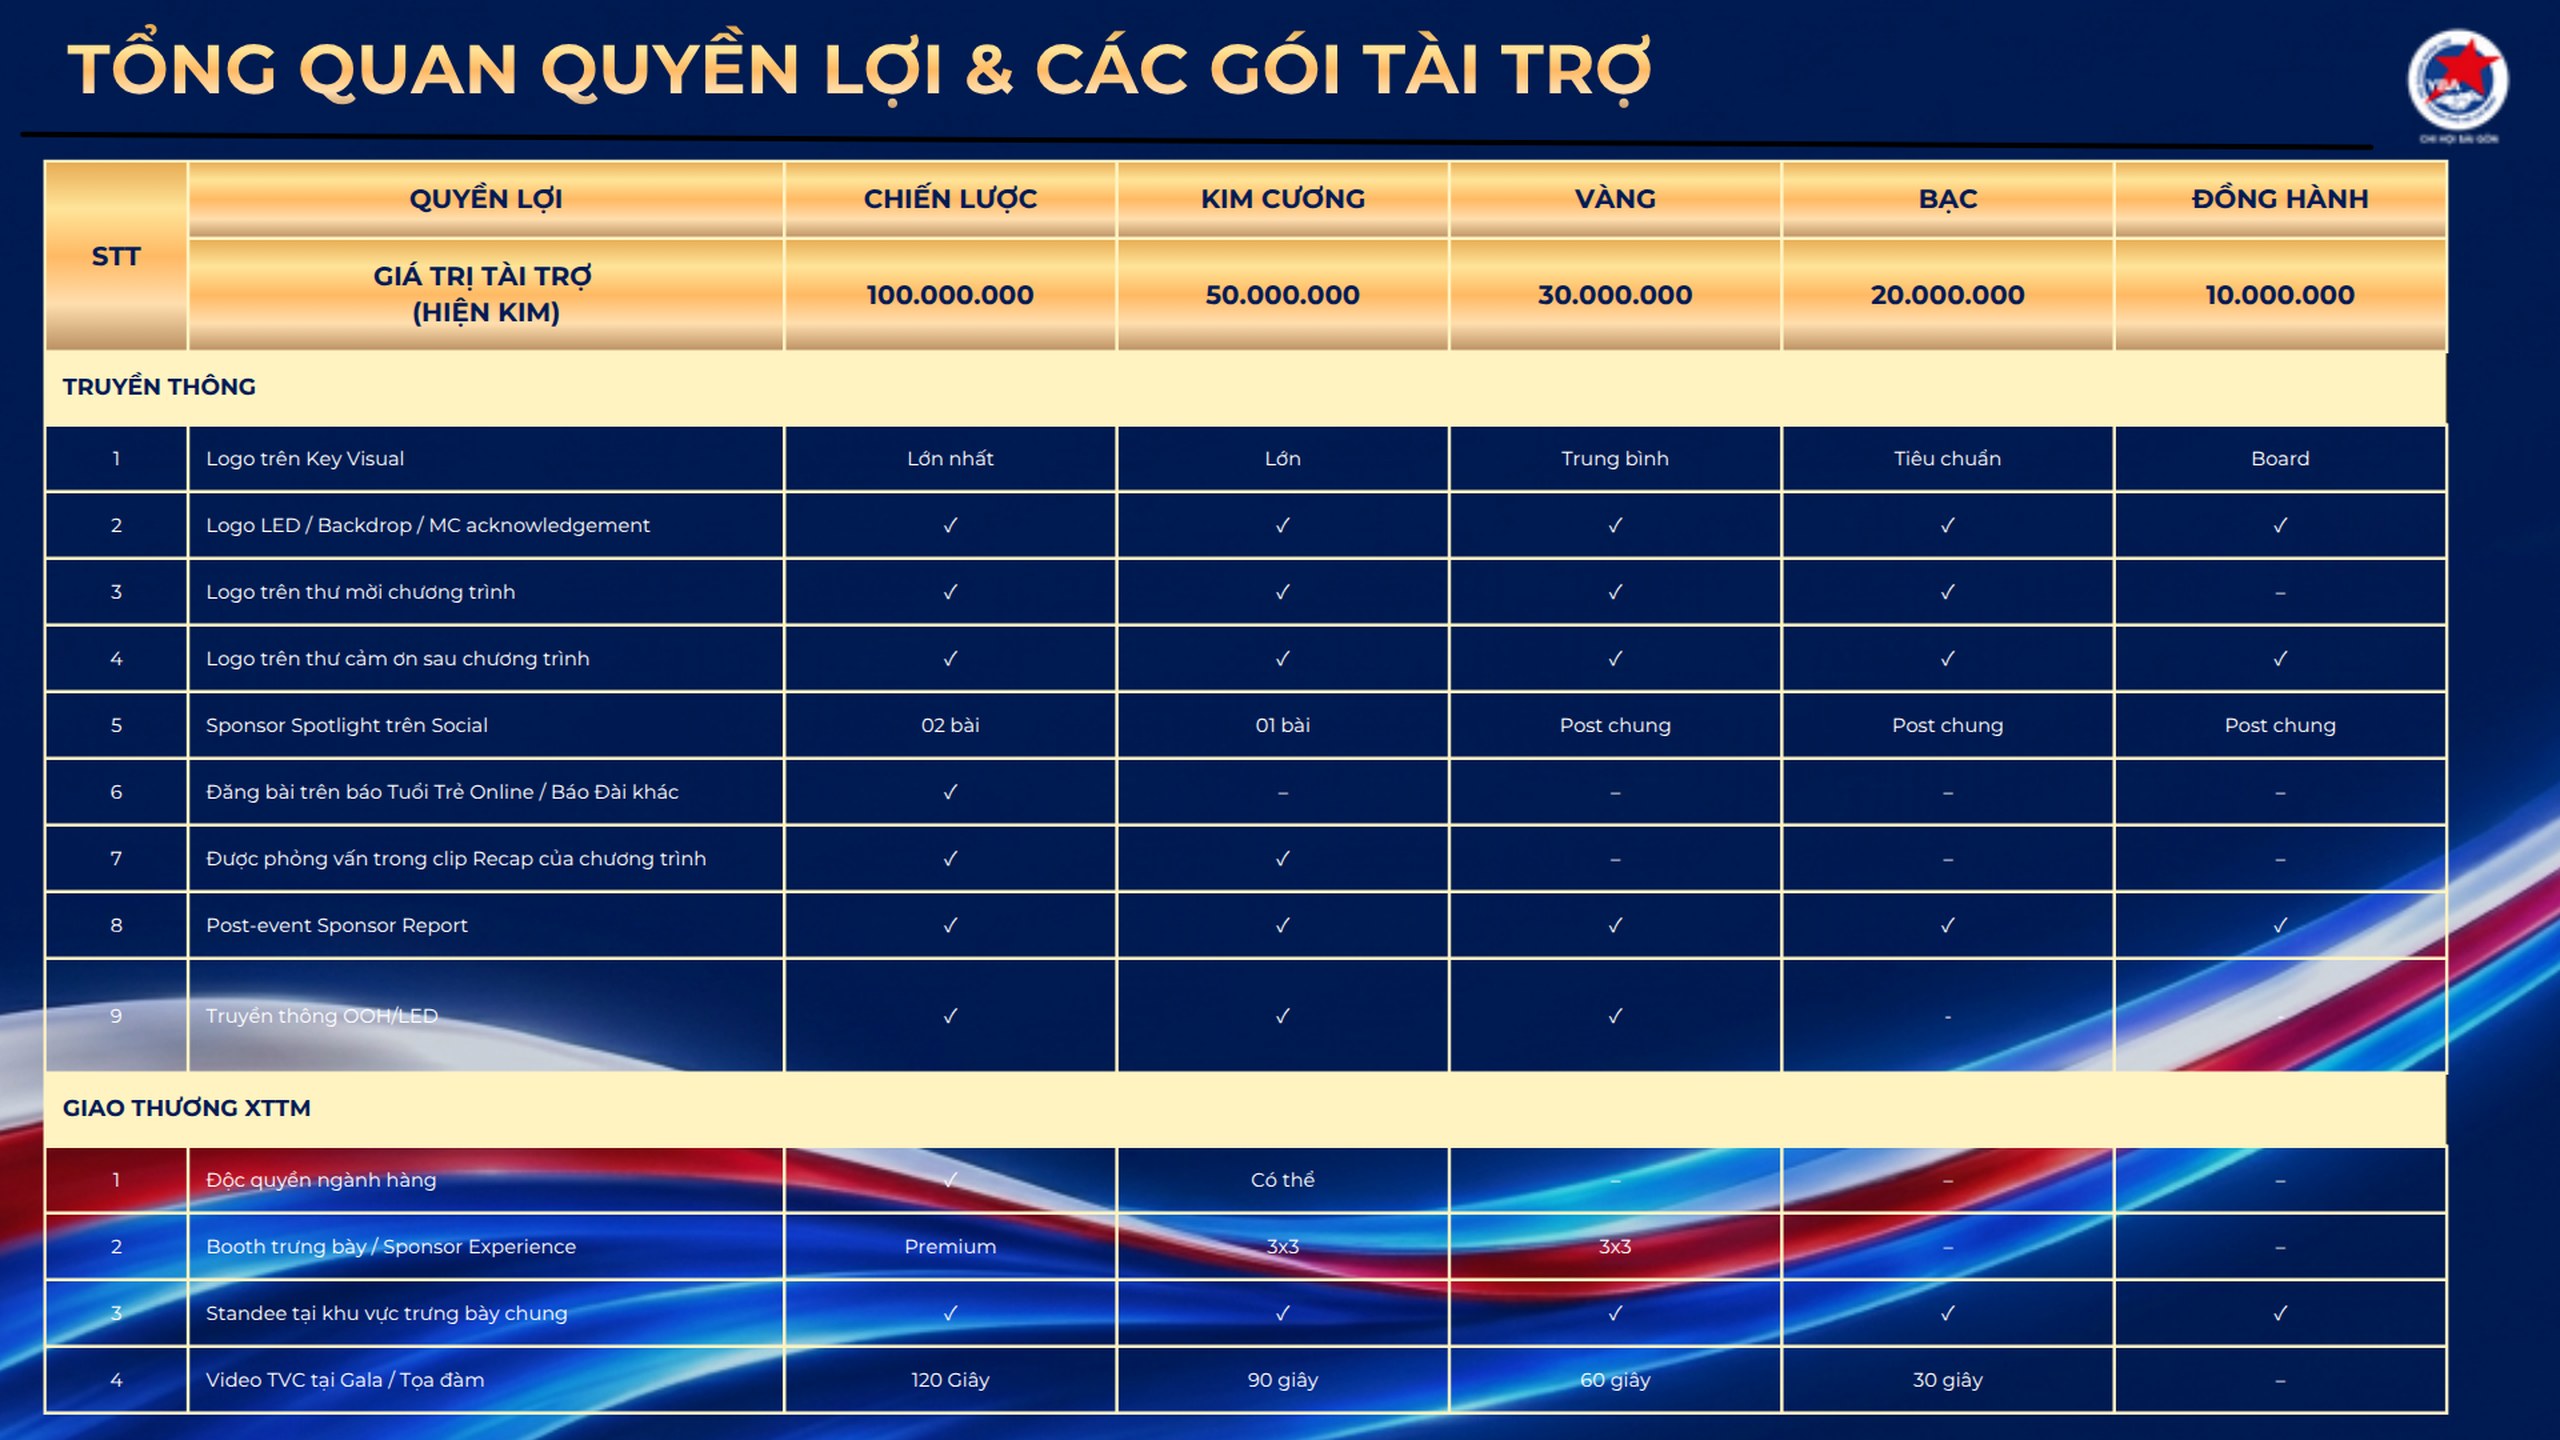 TỔNG QUAN QUYỀN LỢI & CÁC GÓI TÀI TRỢ
YBA
CHI HỘI SÀI GÒN
STT QUYỀN LỢI CHIẾN LƯỢC KIM CƯƠNG VÀNG BẠC ĐỒNG HÀNH
GIÁ TRỊ TÀI TRỢ
(HIỆN KIM) 100.000.000 50.000.000 30.000.000 20.000.000 10.000.000
TRUYỀN THÔNG
1 Logo trên Key Visual Lớn nhất Lớn Trung bình Tiêu chuẩn Board
2 Logo LED / Backdrop / MC acknowledgement ✓ ✓ ✓ ✓ ✓
3 Logo trên thư mời chương trình ✓ ✓ ✓ ✓ –
4 Logo trên thư cảm ơn sau chương trình ✓ ✓ ✓ ✓ ✓
5 Sponsor Spotlight trên Social 02 bài 01 bài Post chung Post chung Post chung
6 Đăng bài trên báo Tuổi Trẻ Online / Báo Đài khác ✓ – – – –
7 Được phỏng vấn trong clip Recap của chương trình ✓ ✓ – – –
8 Post-event Sponsor Report ✓ ✓ ✓ ✓ ✓
9 Truyền thông OOH/LED ✓ ✓ ✓ - -
GIAO THƯƠNG XTTM
1 Độc quyền ngành hàng ✓ Có thể – – –
2 Booth trưng bày / Sponsor Experience Premium 3x3 3x3 – –
3 Standee tại khu vực trưng bày chung ✓ ✓ ✓ ✓ ✓
4 Video TVC tại Gala / Tọa đàm 120 Giây 90 giây 60 giây 30 giây –